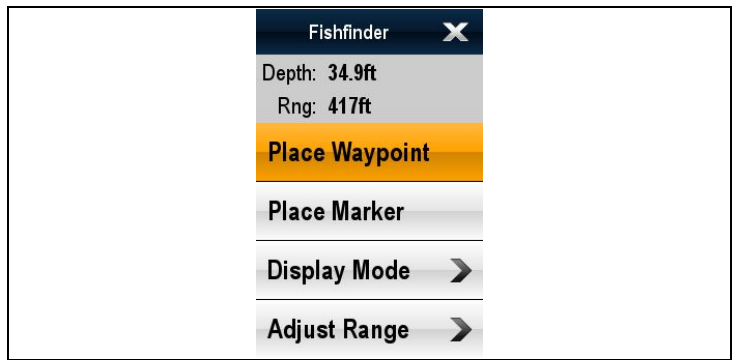 Fishfinder
Depth: 34.9ft
Rng: 417ft
Place Waypoint
Place Marker
Display Mode
Adjust Range